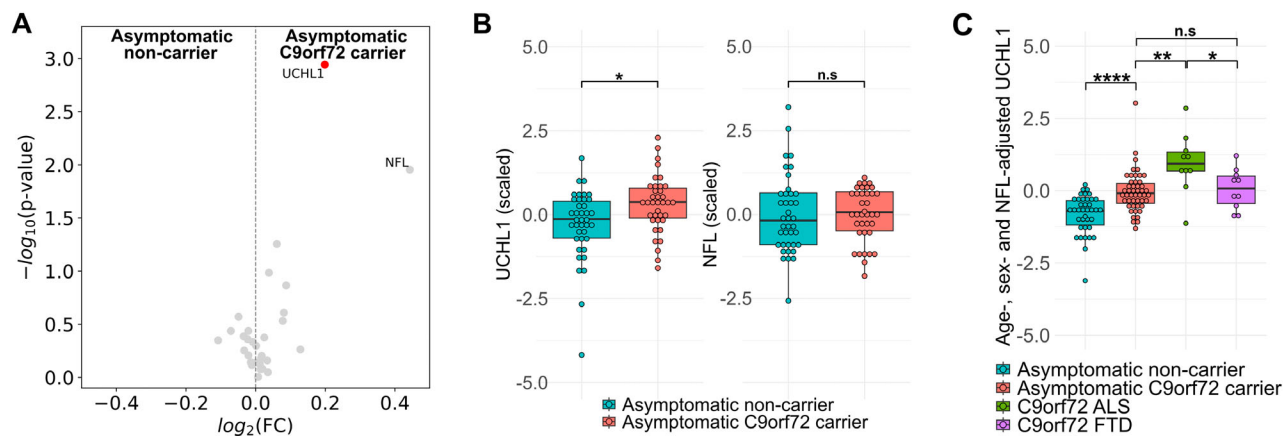 A
Asymptomatic non-carrier
Asymptomatic C9orf72 carrier
UCHL1
NFL
−log10(p-value)
3.0
2.5
2.0
1.5
1.0
0.5
0.0
−0.4
−0.2
0.0
0.2
0.4
log2(FC)
B
UCHL1 (scaled)
5.0
2.5
0.0
-2.5
-5.0
*
NFL (scaled)
5.0
2.5
0.0
-2.5
-5.0
n.s
Asymptomatic non-carrier
Asymptomatic C9orf72 carrier
C
Age-, sex- and NFL-adjusted UCHL1
5.0
2.5
0.0
-2.5
-5.0
n.s
**
*
****
Asymptomatic non-carrier
Asymptomatic C9orf72 carrier
C9orf72 ALS
C9orf72 FTD